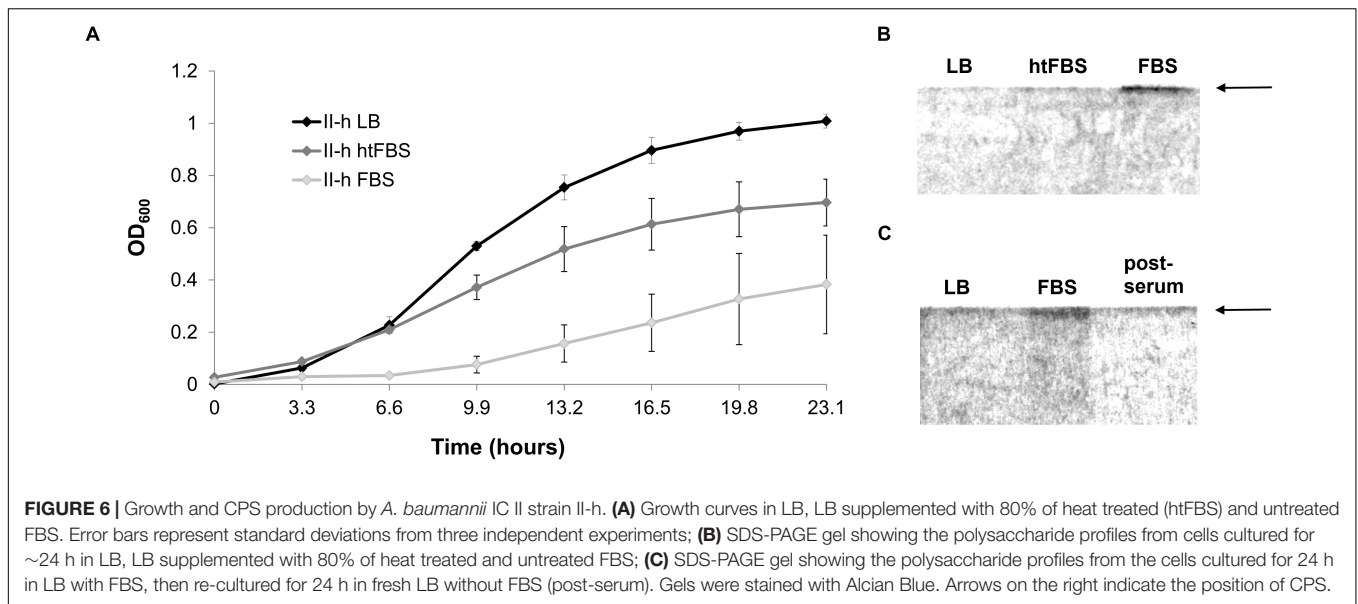 A
1.2
1
0.8
0.6
0.4
0.2
0
OD600
II-h LB
II-h htFBS
II-h FBS
0 3.3 6.6 9.9 13.2 16.5 19.8 23.1
Time (hours)
B
LB htFBS FBS
C
LB FBS post-
serum
FIGURE 6 | Growth and CPS production by A. baumannii IC II strain II-h. (A) Growth curves in LB, LB supplemented with 80% of heat treated (htFBS) and untreated
FBS. Error bars represent standard deviations from three independent experiments; (B) SDS-PAGE gel showing the polysaccharide profiles from cells cultured for
~24 h in LB, LB supplemented with 80% of heat treated and untreated FBS; (C) SDS-PAGE gel showing the polysaccharide profiles from the cells cultured for 24 h
in LB with FBS, then re-cultured for 24 h in fresh LB without FBS (post-serum). Gels were stained with Alcian Blue. Arrows on the right indicate the position of CPS.